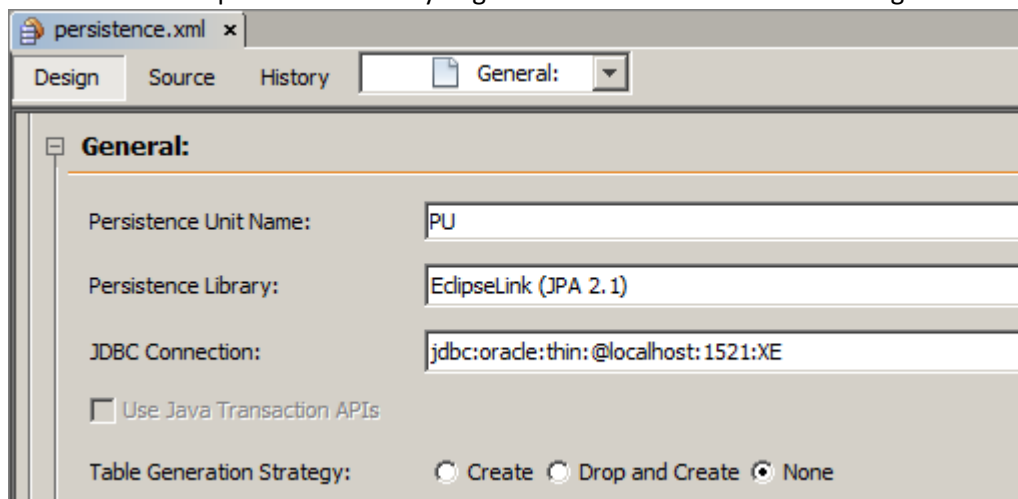 persistence.xml x
Design Source History General:
General:
Persistence Unit Name: PU
Persistence Library: EclipseLink (JPA 2.1)
JDBC Connection: jdbc:oracle:thin:@localhost:1521:XE
Use Java Transaction APIs
Table Generation Strategy: Create Drop and Create None